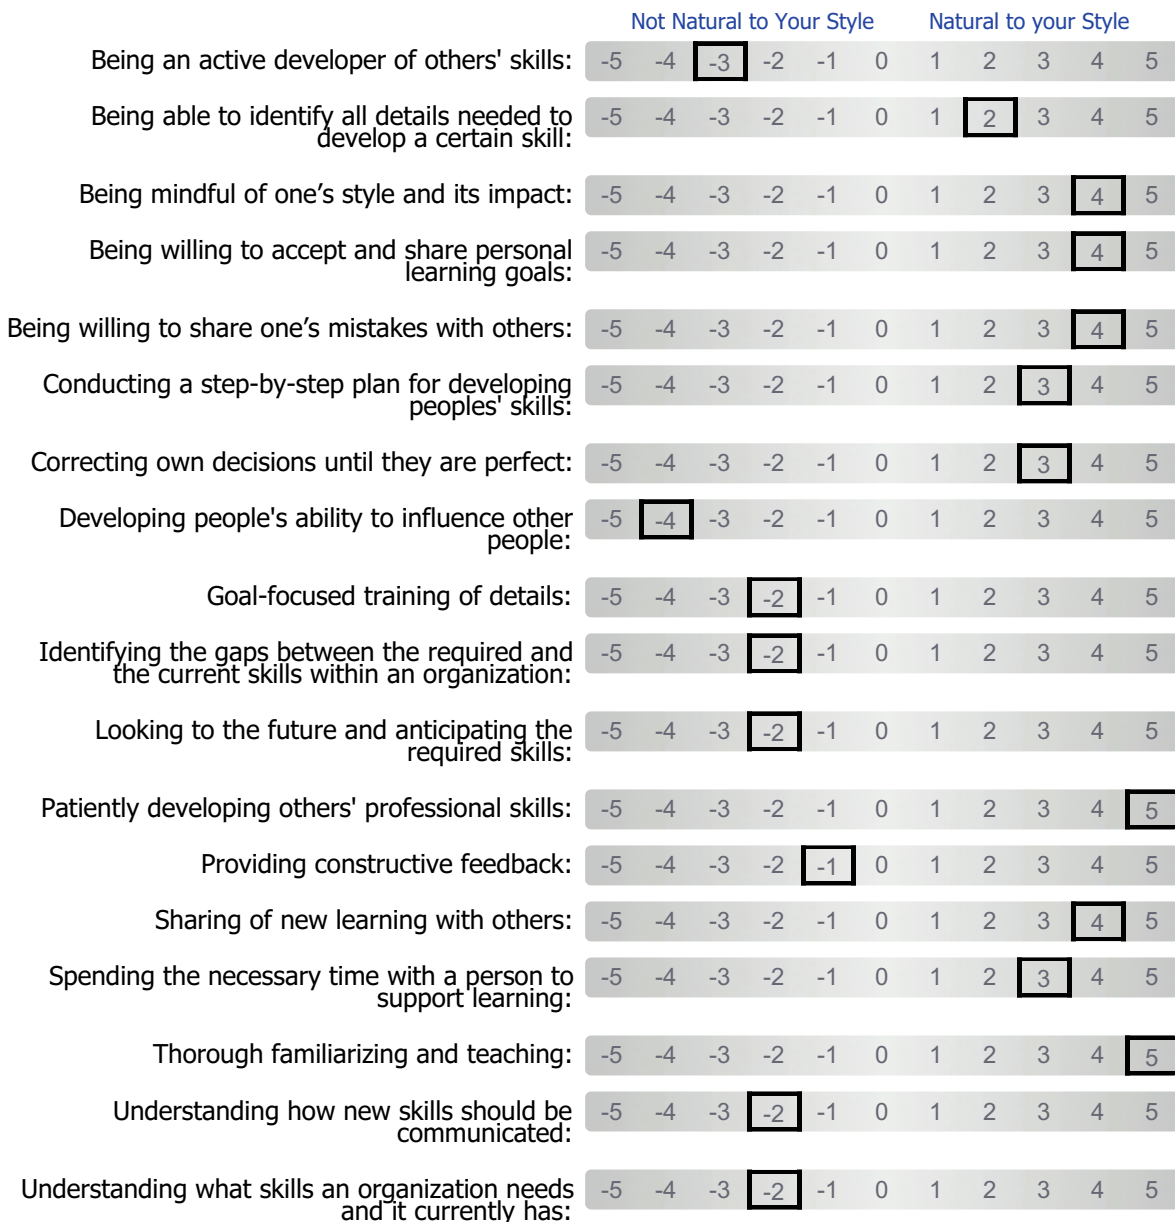 Not Natural to Your Style Natural to your Style
Being an active developer of others' skills: -5 -4 -3 -2 -1 0 1 2 3 4 5
Being able to identify all details needed to
develop a certain skill: -5 -4 -3 -2 -1 0 1 2 3 4 5
Being mindful of one’s style and its impact: -5 -4 -3 -2 -1 0 1 2 3 4 5
Being willing to accept and share personal
learning goals: -5 -4 -3 -2 -1 0 1 2 3 4 5
Being willing to share one’s mistakes with others: -5 -4 -3 -2 -1 0 1 2 3 4 5
Conducting a step-by-step plan for developing
peoples' skills: -5 -4 -3 -2 -1 0 1 2 3 4 5
Correcting own decisions until they are perfect: -5 -4 -3 -2 -1 0 1 2 3 4 5
Developing people's ability to influence other
people: -5 -4 -3 -2 -1 0 1 2 3 4 5
Goal-focused training of details: -5 -4 -3 -2 -1 0 1 2 3 4 5
Identifying the gaps between the required and
the current skills within an organization: -5 -4 -3 -2 -1 0 1 2 3 4 5
Looking to the future and anticipating the
required skills: -5 -4 -3 -2 -1 0 1 2 3 4 5
Patiently developing others' professional skills: -5 -4 -3 -2 -1 0 1 2 3 4 5
Providing constructive feedback: -5 -4 -3 -2 -1 0 1 2 3 4 5
Sharing of new learning with others: -5 -4 -3 -2 -1 0 1 2 3 4 5
Spending the necessary time with a person to
support learning: -5 -4 -3 -2 -1 0 1 2 3 4 5
Thorough familiarizing and teaching: -5 -4 -3 -2 -1 0 1 2 3 4 5
Understanding how new skills should be
communicated: -5 -4 -3 -2 -1 0 1 2 3 4 5
Understanding what skills an organization needs
and it currently has: -5 -4 -3 -2 -1 0 1 2 3 4 5